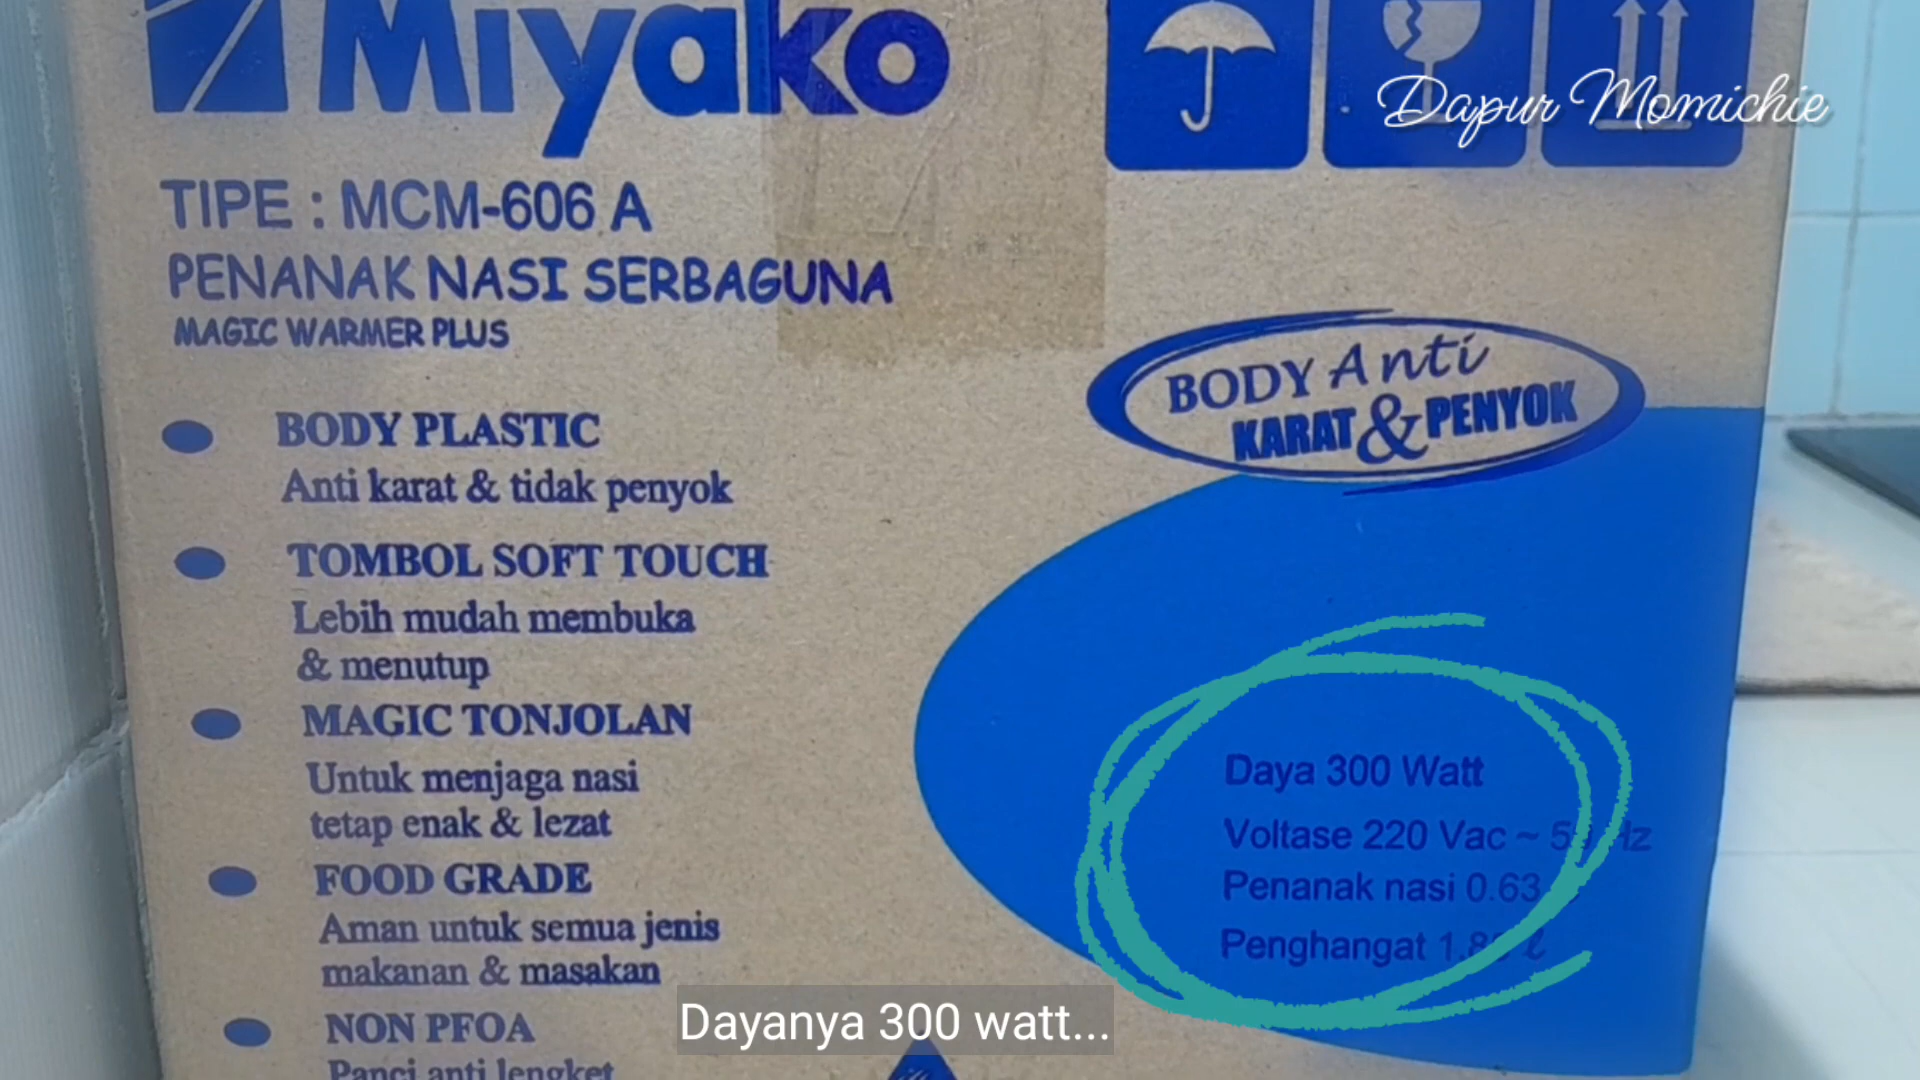 Miyako
Dapur Momichie
TIPE : MCM-606 A
PENANAK NASI SERBAGUNA
MAGIC WARMER PLUS
BODY Anti
KARAT & PENYOK
BODY PLASTIC
Anti karat & tidak penyok
TOMBOL SOFT TOUCH
Lebih mudah membuka
& menutup
MAGIC TONJOLAN
Untuk menjaga nasi
tetap enak & lezat
FOOD GRADE
Aman untuk semua jenis
makanan & masakan
NON PFOA
Panci anti lengket
Daya 300 Watt
Voltase 220 Vac ~
Penanak nasi 0.63
Penghangat
Dayanya 300 watt...